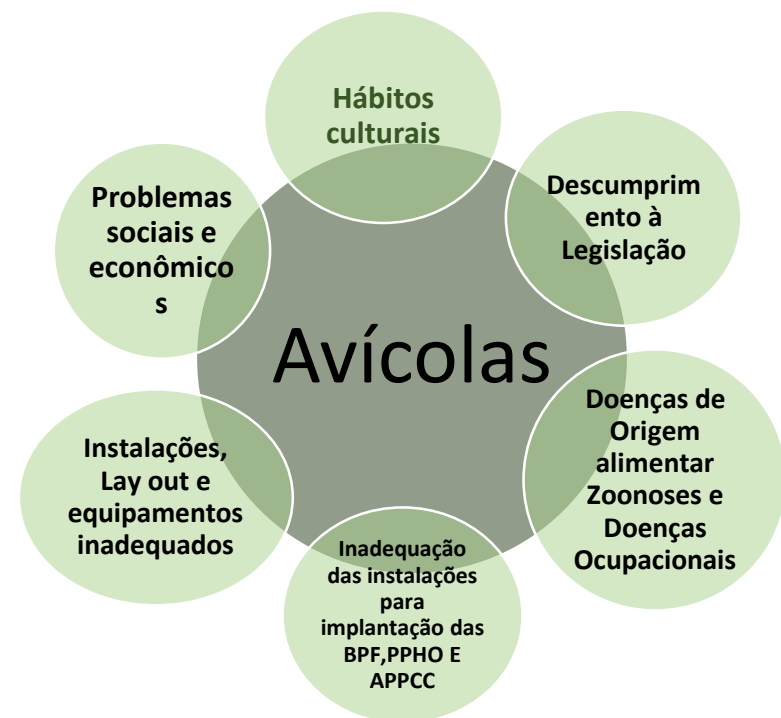 Hábitos
culturais
Descumprim
ento à
Legislação
Doenças de
Origem
alimentar
Zoonoses e
Doenças
Ocupacionais
Inadequação
das instalações
para
implantação das
BPF,PPHO E
APPCC
Instalações,
Lay out e
equipamentos
inadequados
Problemas
sociais e
econômico
s
Avícolas